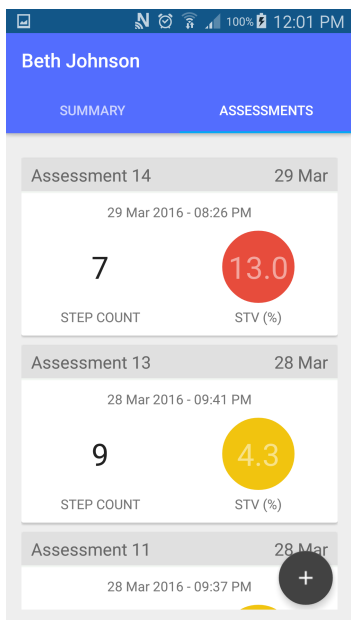 100% 12:01 PM
Beth Johnson
SUMMARY ASSESSMENTS
Assessment 14 29 Mar
29 Mar 2016 - 08:26 PM
7 13.0
STEP COUNT STV (%)
Assessment 13 28 Mar
28 Mar 2016 - 09:41 PM
9 4.3
STEP COUNT STV (%)
Assessment 11 28 Mar
28 Mar 2016 - 09:37 PM
+